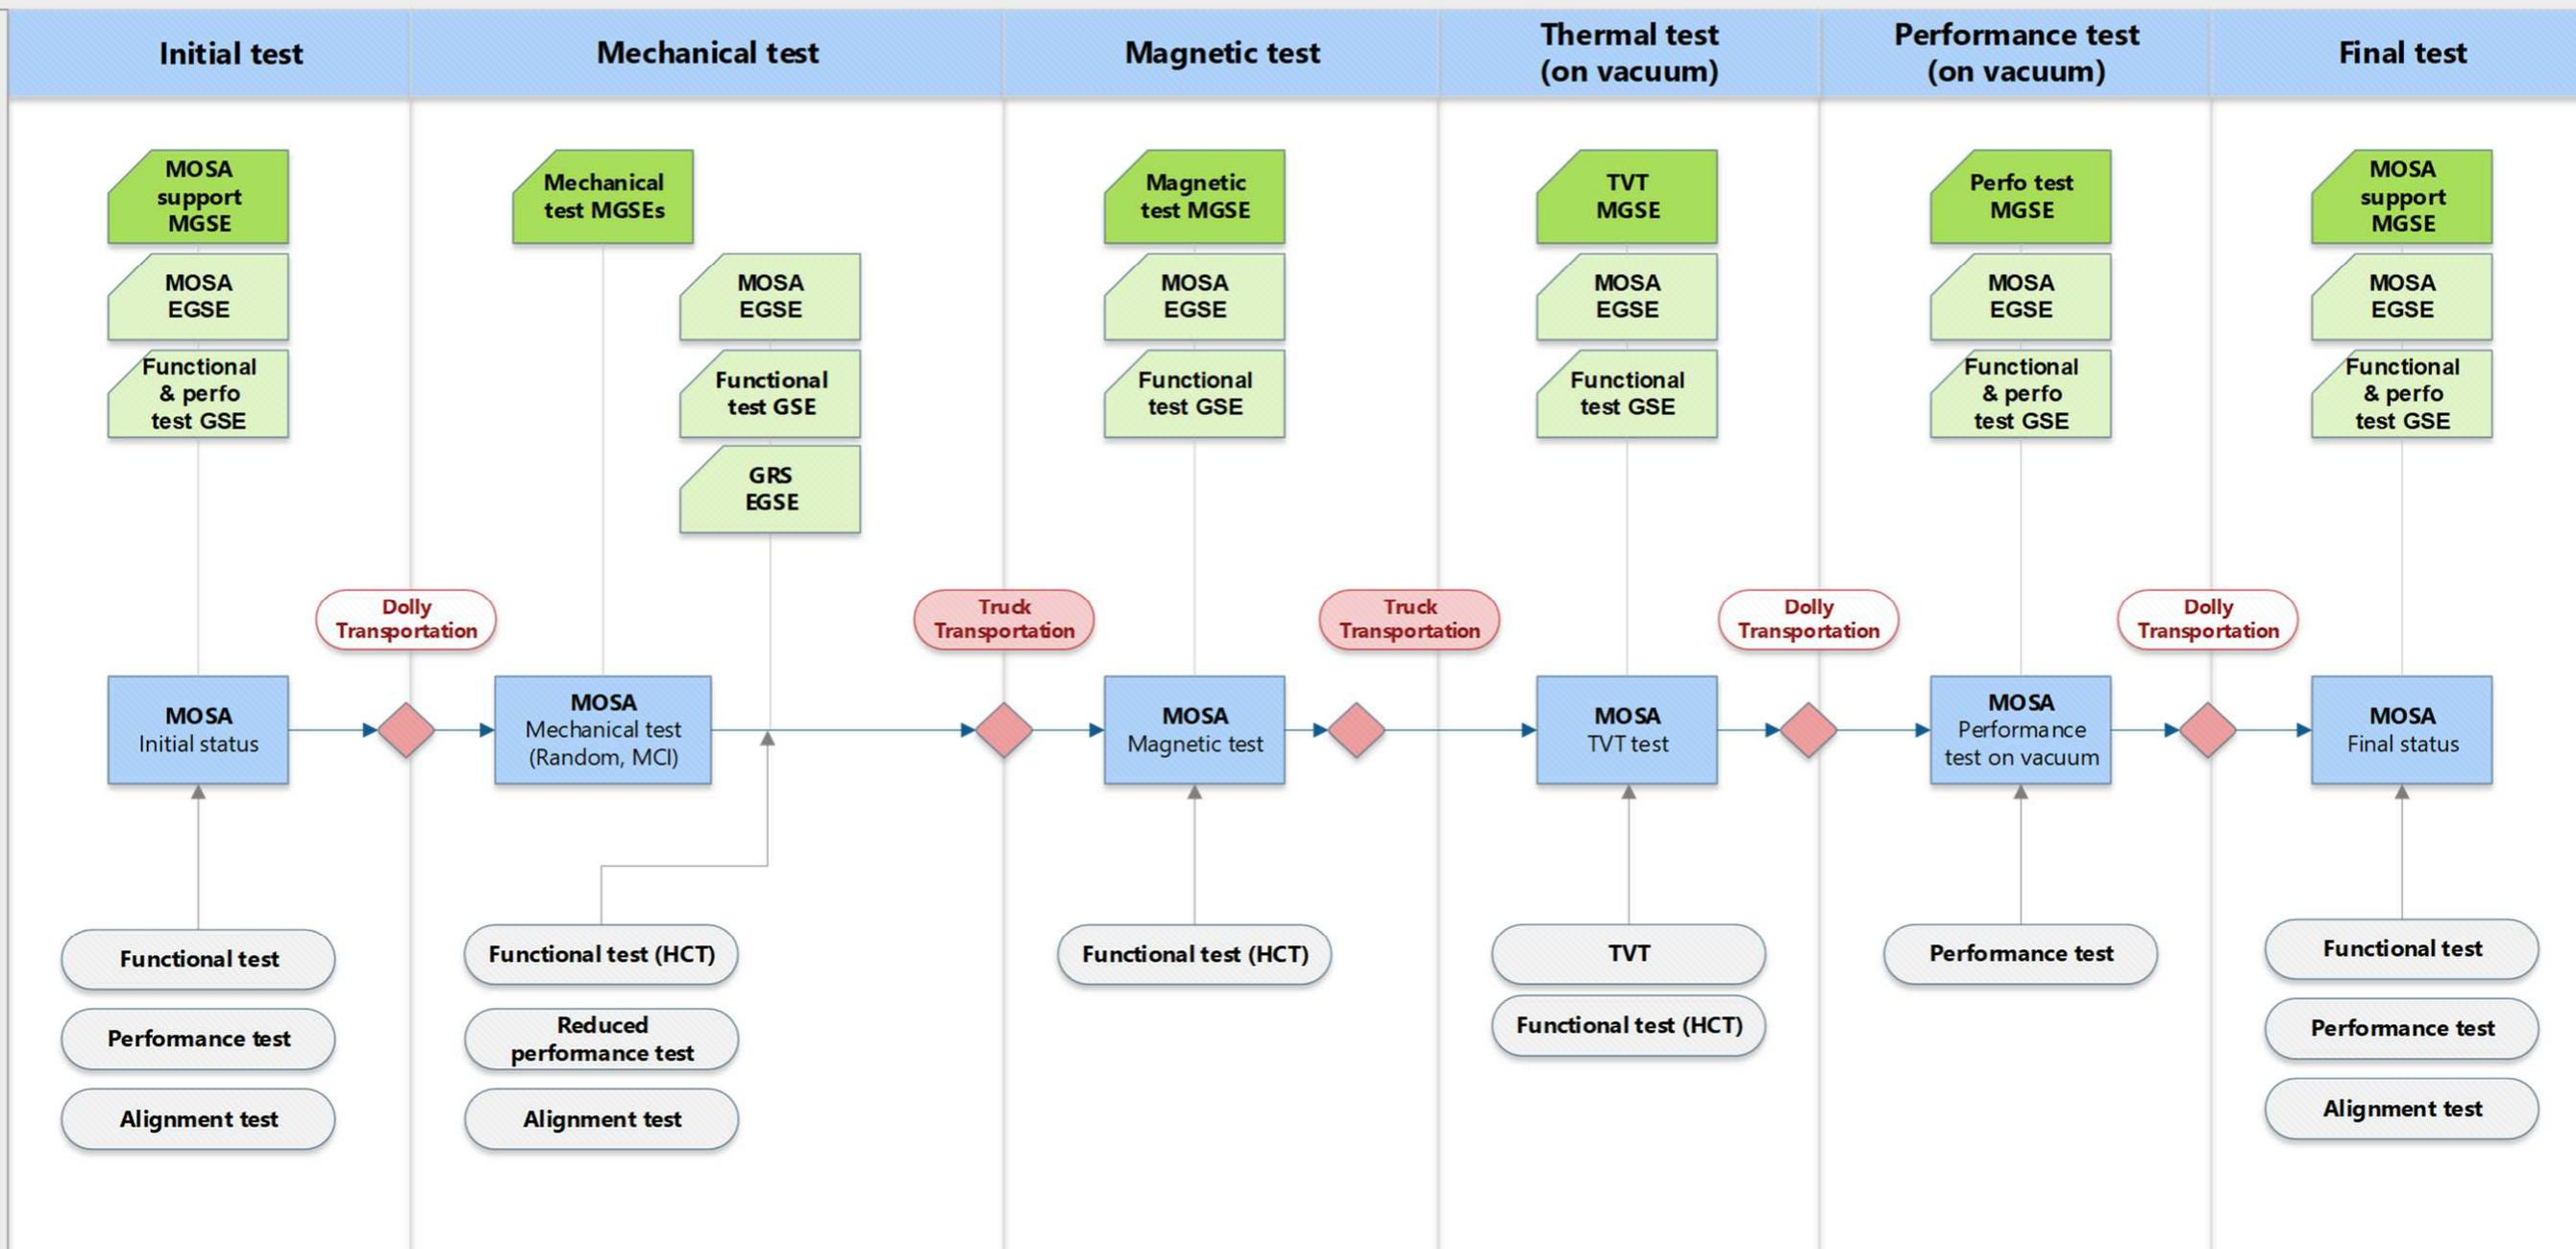 Initial test
Mechanical test
Magnetic test
Thermal test
(on vacuum)
Performance test
(on vacuum)
Final test
MOSA
support
MGSE
Mechanical
test MGSEs
Magnetic
test MGSE
TVT
MGSE
Perfo test
MGSE
MOSA
support
MGSE
MOSA
EGSE
MOSA
EGSE
MOSA
EGSE
MOSA
EGSE
MOSA
EGSE
MOSA
EGSE
Functional
& perfo
test GSE
Functional
test GSE
Functional
test GSE
Functional
test GSE
Functional
& perfo
test GSE
Functional
& perfo
test GSE
GRS
EGSE
Dolly
Transportation
Truck
Transportation
Truck
Transportation
Dolly
Transportation
Dolly
Transportation
MOSA
Initial status
MOSA
Mechanical test
(Random, MCI)
MOSA
Magnetic test
MOSA
TVT test
MOSA
Performance
test on vacuum
MOSA
Final status
Functional test
Functional test (HCT)
Functional test (HCT)
TVT
Performance test
Functional test
Performance test
Reduced
performance test
Functional test (HCT)
Performance test
Alignment test
Alignment test
Alignment test